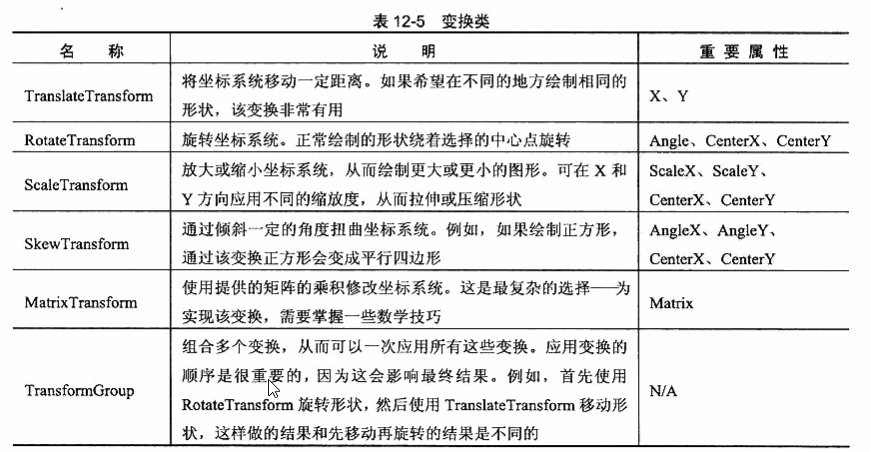 表 12-5 变换类
名 称 说 明 重 要 属 性
TranslateTransform
将坐标系统移动一定距离。如果希望在不同的地方绘制相同的
形状，该变换非常有用
X、Y
RotateTransform
旋转坐标系统。正常绘制的形状绕着选择的中心点旋转
Angle、CenterX、CenterY
ScaleTransform
放大或缩小坐标系统，从而绘制更大或更小的图形。可在 X 和
Y 方向应用不同的缩放度，从而拉伸或压缩形状
ScaleX、ScaleY、
CenterX、CenterY
SkewTransform
通过倾斜一定的角度扭曲坐标系统。例如，如果绘制正方形，
通过该变换正方形会变成平行四边形
AngleX、AngleY、
CenterX、CenterY
MatrixTransform
使用提供的矩阵的乘积修改坐标系统。这是最复杂的选择——为
实现该变换，需要掌握一些数学技巧
Matrix
TransformGroup
组合多个变换，从而可以一次应用所有这些变换。应用变换的
顺序是很重要的，因为这会影响最终结果。例如，首先使用
RotateTransform 旋转形状，然后使用 TranslateTransform 移动形
状，这样做的结果和先移动再旋转的结果是不同的
N/A